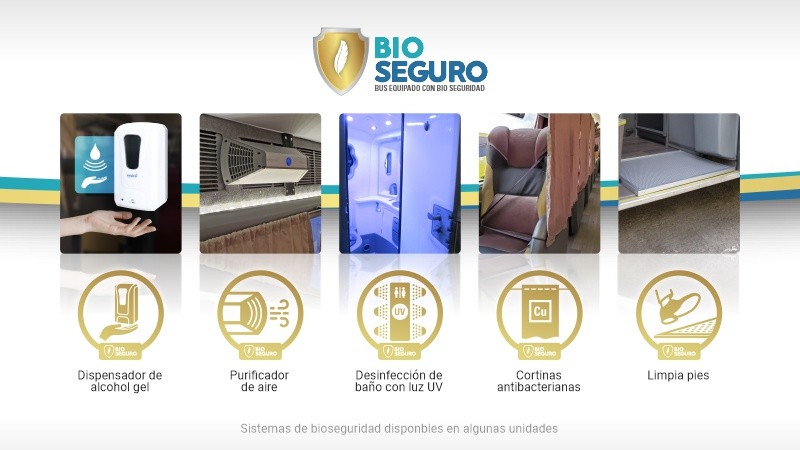 BIO
SEGURO
BUS EQUIPADO CON BIO SEGURIDAD
UV
Cu
BIO
SEGURO
BIO
SEGURO
BIO
SEGURO
BIO
SEGURO
BIO
SEGURO
Dispensador de
alcohol gel
Purificador
de aire
Desinfección de
baño con luz UV
Cortinas
antibacterianas
Limpia pies
Sistemas de bioseguridad disponbles en algunas unidades